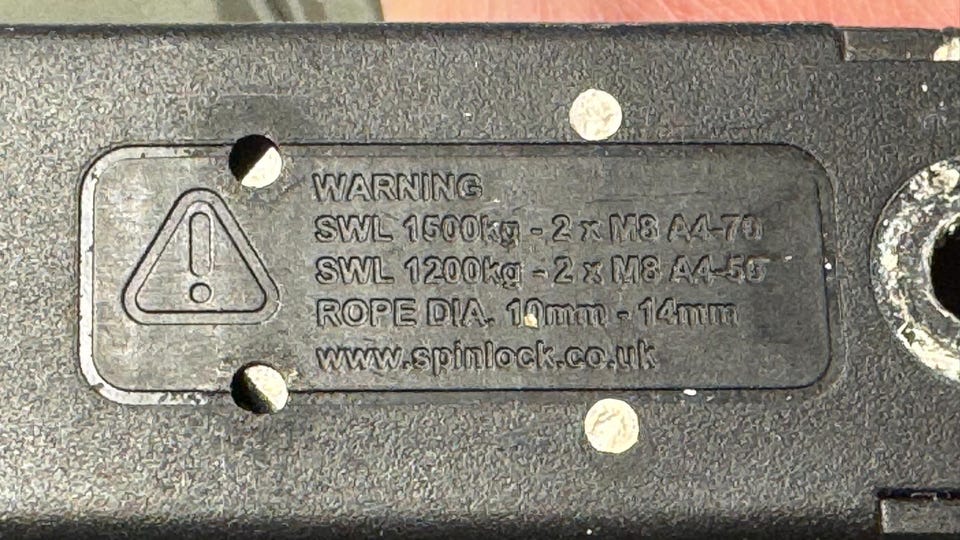 WARNING
SWL 1500kg - 2 x M8 A4-70
SWL 1200kg - 2 x M8 A4-50
ROPE DIA. 10mm - 14mm
www.spinlock.co.uk